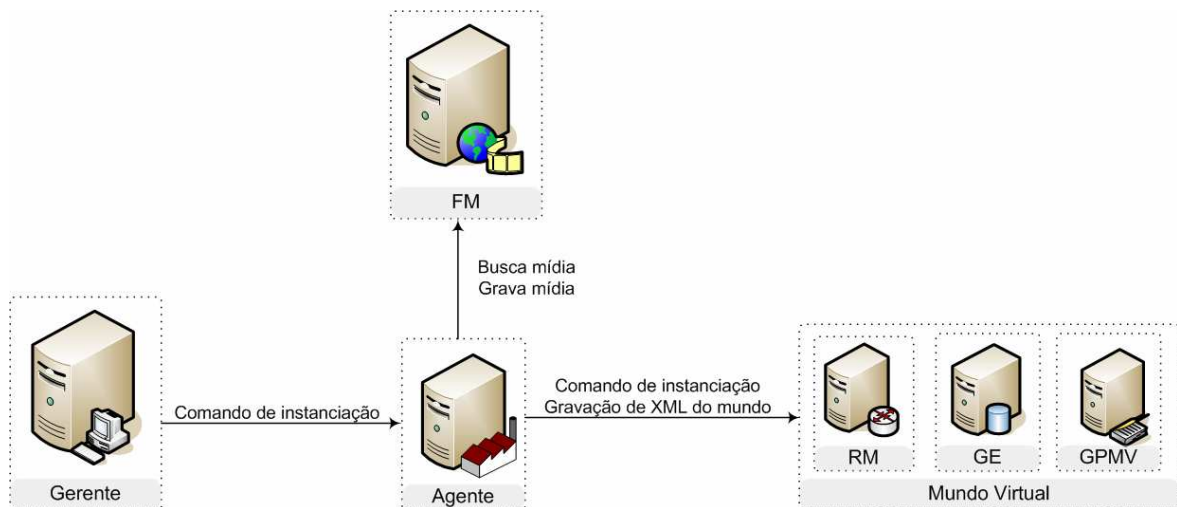 FM
Busca mídia
Grava mídia
Comando de instanciação
Comando de instanciação
Gravação de XML do mundo
RM
GE
GPMV
Gerente
Agente
Mundo Virtual